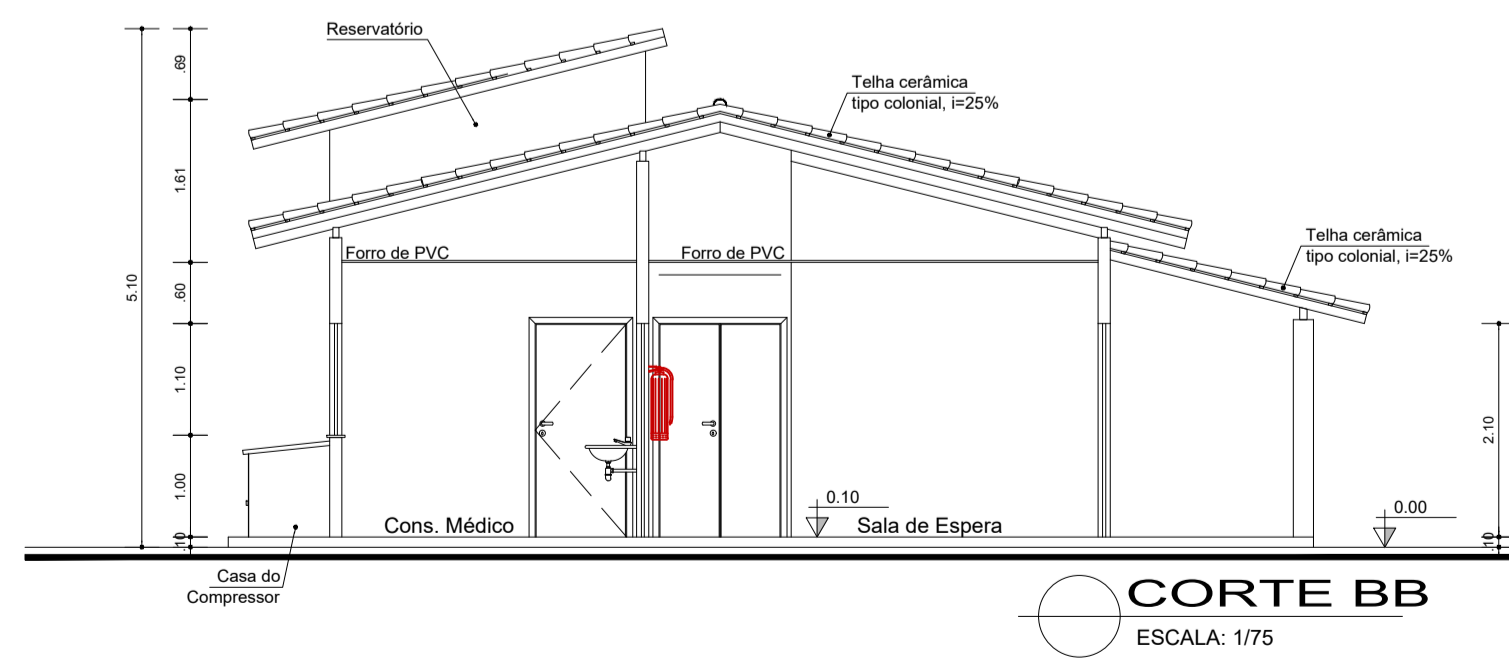 Reservatório
Telha cerâmica
tipo colonial, i=25%
Telha cerâmica
tipo colonial, i=25%
Forro de PVC
Forro de PVC
.69
1.61
.60
1.10
1.00
.10
5.10
2.10
.10
0.10
0.00
Cons. Médico
Sala de Espera
Casa do
Compressor
CORTE BB
ESCALA: 1/75